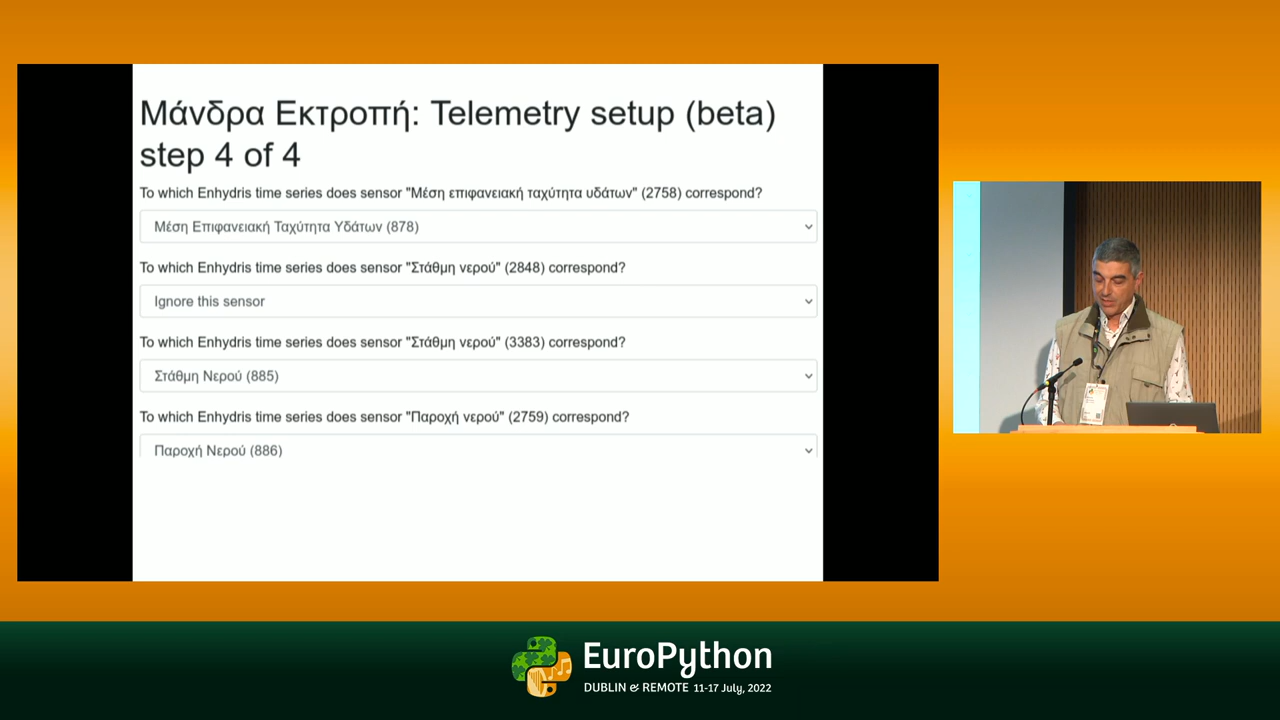 Μάνδρα Εκτροπή: Telemetry setup (beta)
step 4 of 4
To which Enhydris time series does sensor "Μέση επιφανειακή ταχύτητα υδάτων" (2758) correspond?
Μέση Επιφανειακή Ταχύτητα Υδάτων (878)
To which Enhydris time series does sensor "Στάθμη νερού" (2848) correspond?
Ignore this sensor
To which Enhydris time series does sensor "Στάθμη νερού" (3383) correspond?
Στάθμη Νερού (885)
To which Enhydris time series does sensor "Παροχή νερού" (2759) correspond?
Παροχή Νερού (886)
EuroPython
DUBLIN & REMOTE 11-17 July, 2022